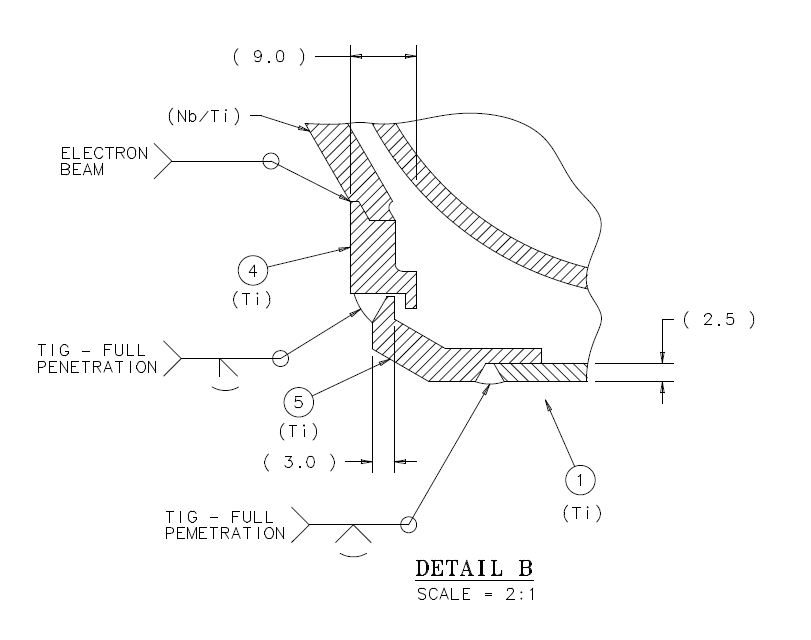 ( 9.0 )
(Nb/Ti)
ELECTRON
BEAM
4
(Ti)
( 2.5 )
TIG - FULL
PENETRATION
5
(Ti)
( 3.0 )
1
(Ti)
TIG - FULL
PEMETRATION
DETAIL B
SCALE = 2:1